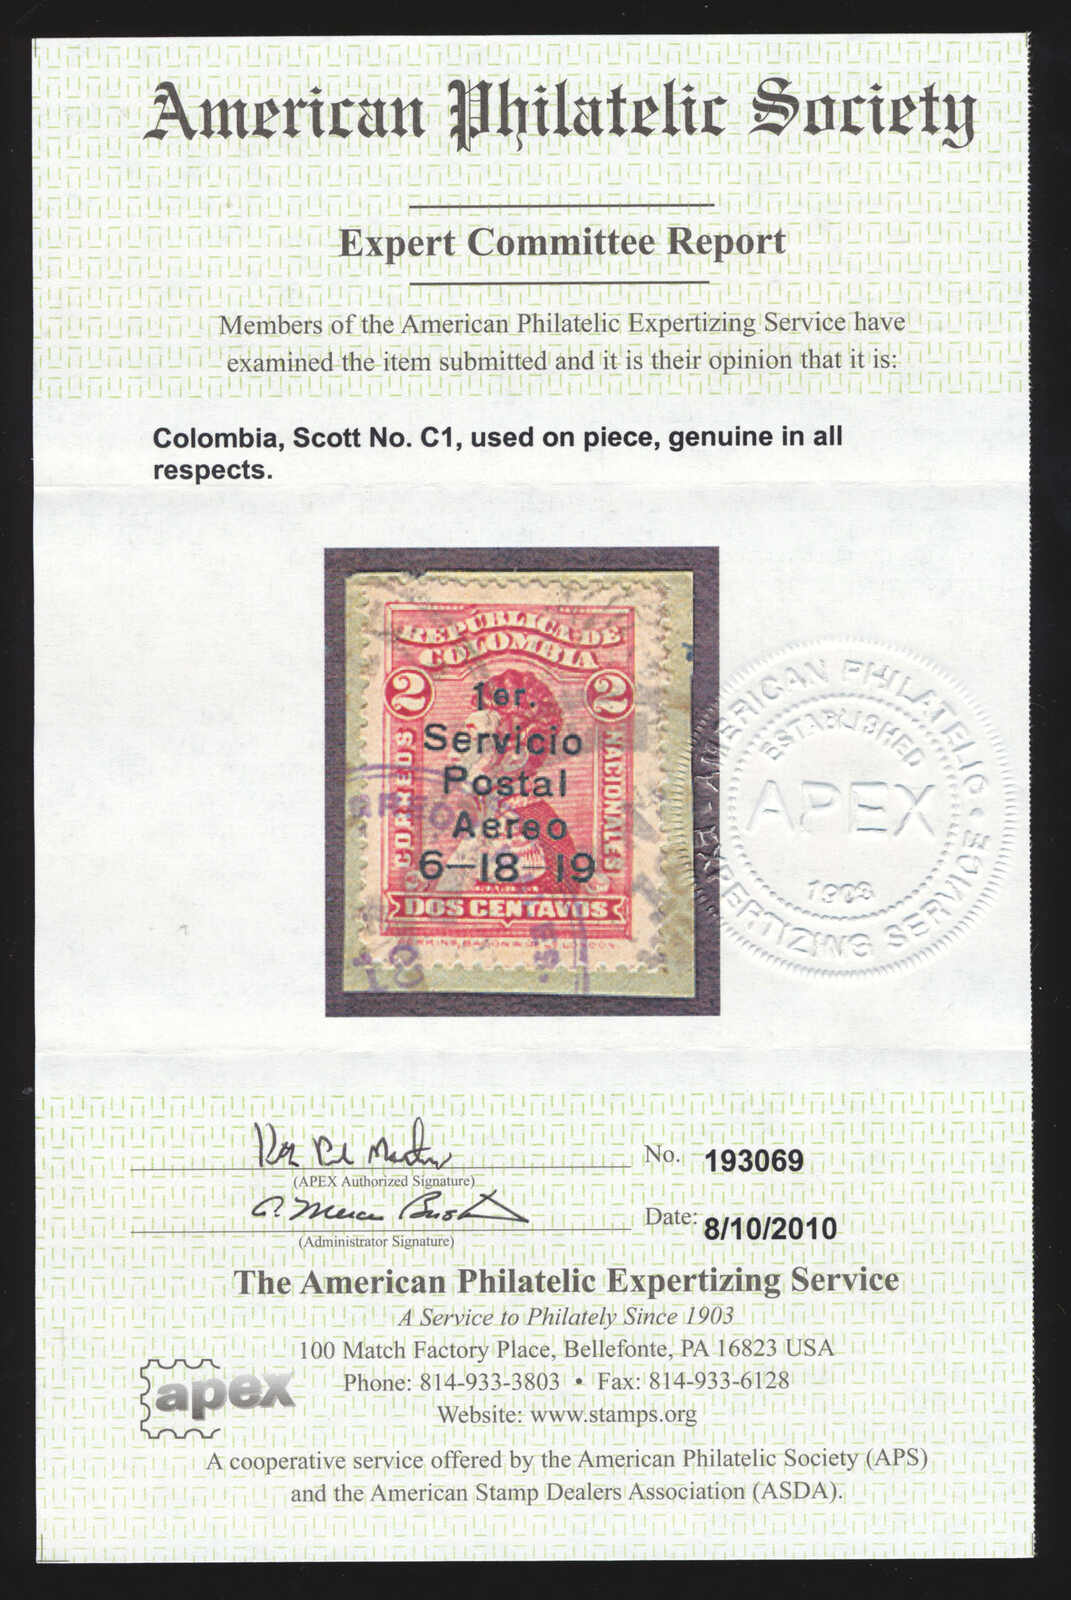 American Philatelic Society
Expert Committee Report
Members of the American Philatelic Expertizing Service have
examined the item submitted and it is their opinion that it is:
Colombia, Scott No. C1, used on piece, genuine in all
respects.
REPÚBLICA DE
COLOMBIA
2 2
CORREOS
NACIONALES
1er.
Servicio
Postal
Aereo
6-18-19
DOS CENTAVOS
AMERICAN PHILATELIC
EXPERTIZING SERVICE
ESTABLISHED
APEX
1903
No. 193069
(APEX Authorized Signature)
Date: 8/10/2010
(Administrator Signature)
The American Philatelic Expertizing Service
A Service to Philately Since 1903
100 Match Factory Place, Bellefonte, PA 16823 USA
apex
Phone: 814-933-3803 • Fax: 814-933-6128
Website: www.stamps.org
A cooperative service offered by the American Philatelic Society (APS)
and the American Stamp Dealers Association (ASDA).